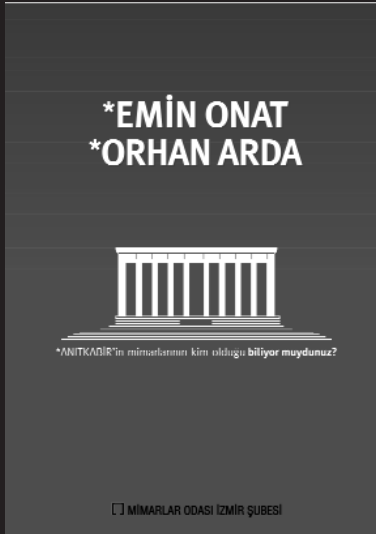 *EMİN ONAT
*ORHAN ARDA
*ANITKABİR'in mimarlarının kim olduğu biliyor muydunuz?
MİMARLAR ODASI İZMİR ŞUBESİ